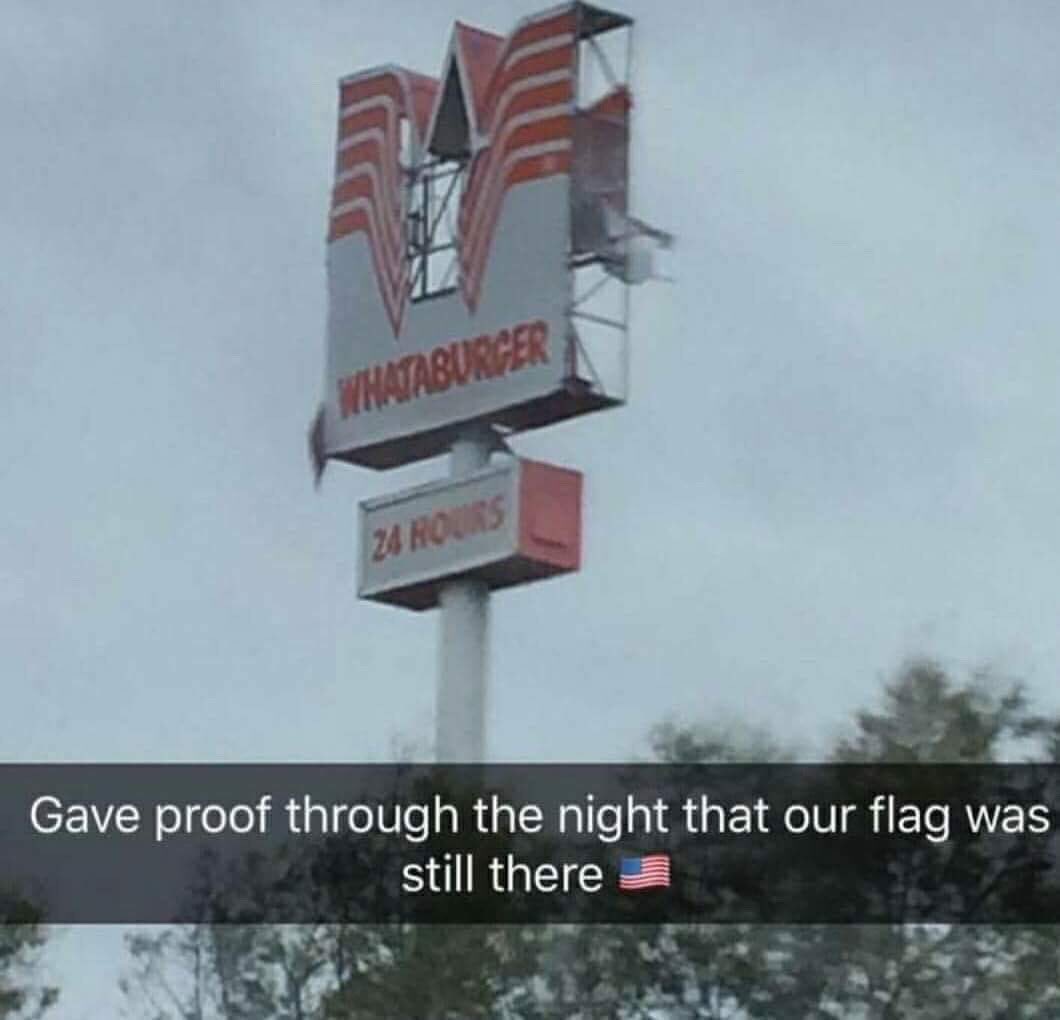 WHATABURGER
24 HOURS
Gave proof through the night that our flag was
still there 🇺🇸